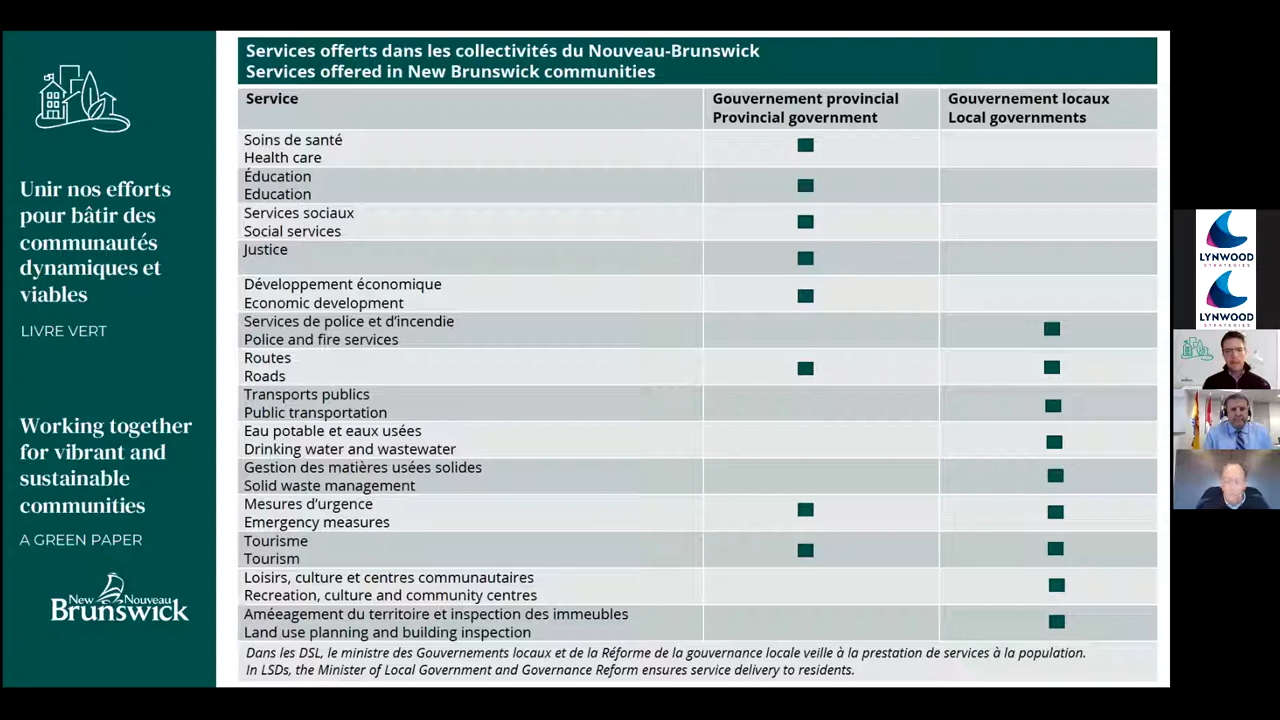 Unir nos efforts
pour bâtir des
communautés
dynamiques et
viables
LIVRE VERT
Working together
for vibrant and
sustainable
communities
A GREEN PAPER
New Nouveau
Brunswick
Services offerts dans les collectivités du Nouveau-Brunswick
Services offered in New Brunswick communities
Service
Gouvernement provincial
Provincial government
Gouvernement locaux
Local governments
Soins de santé
Health care
Éducation
Education
Services sociaux
Social services
Justice
Développement économique
Economic development
Services de police et d’incendie
Police and fire services
Routes
Roads
Transports publics
Public transportation
Eau potable et eaux usées
Drinking water and wastewater
Gestion des matières usées solides
Solid waste management
Mesures d’urgence
Emergency measures
Tourisme
Tourism
Loisirs, culture et centres communautaires
Recreation, culture and community centres
Améeagement du territoire et inspection des immeubles
Land use planning and building inspection
Dans les DSL, le ministre des Gouvernements locaux et de la Réforme de la gouvernance locale veille à la prestation de services à la population.
In LSDs, the Minister of Local Government and Governance Reform ensures service delivery to residents.
LYNWOOD
STRATEGIES
LYNWOOD
STRATEGIES